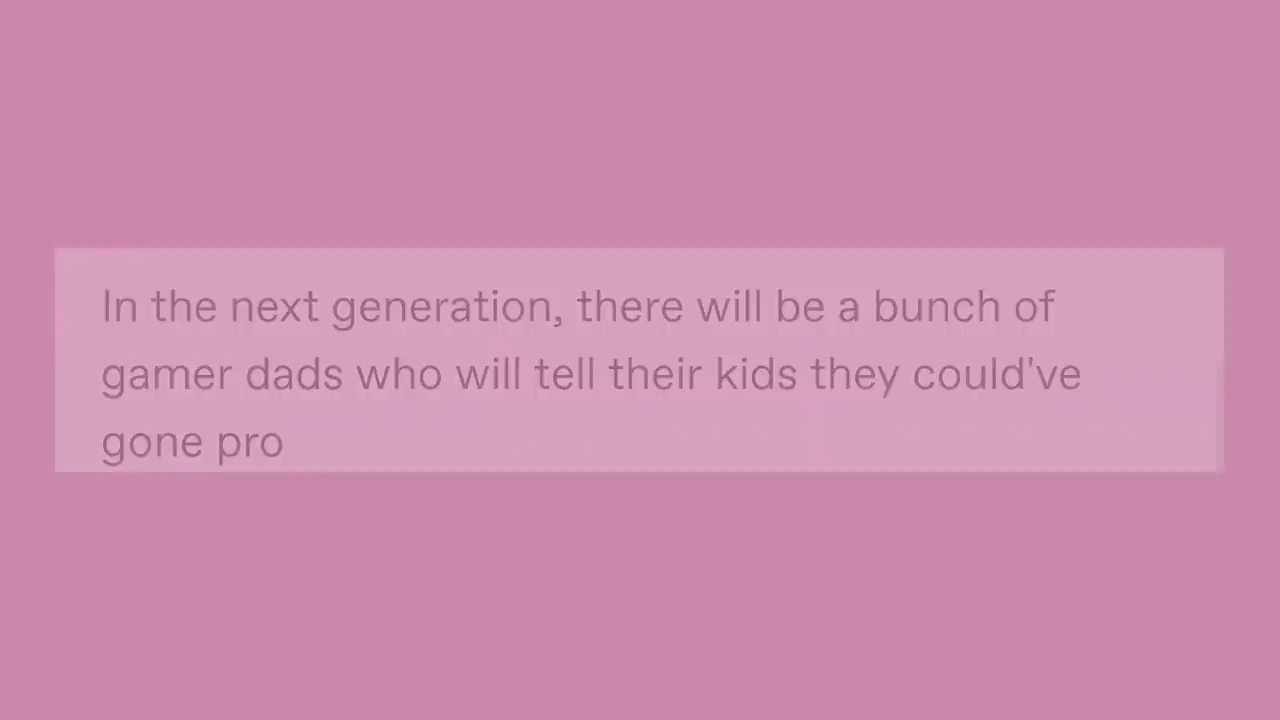 In the next generation, there will be a bunch of
gamer dads who will tell their kids they could've
gone pro